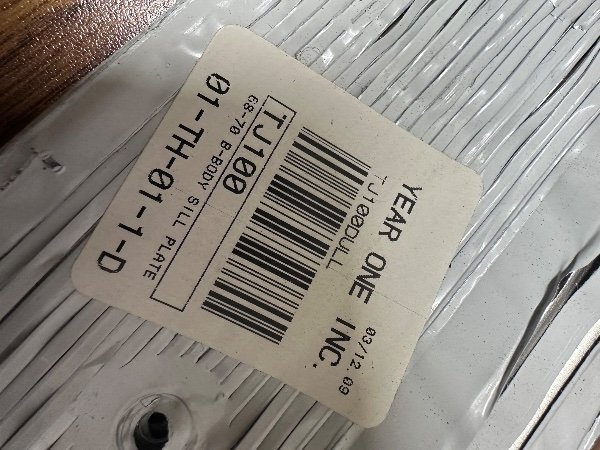 YEAR ONE INC.
03/12.09
TJ100DULL
TJ100
68-70 B-BODY SILL PLATE
01-TH-01-1-D